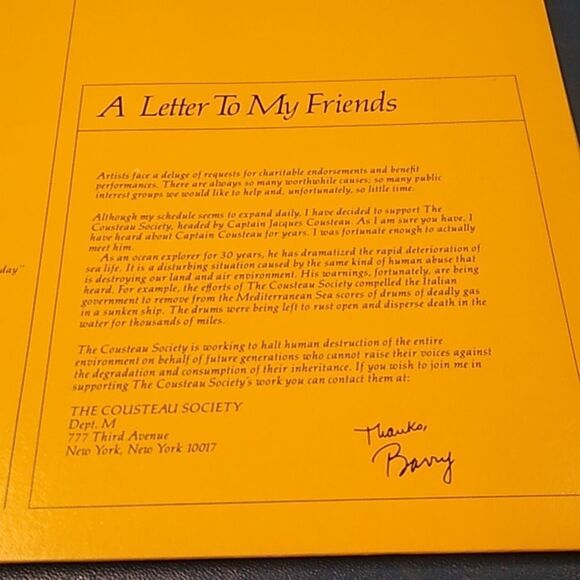 A Letter To My Friends
Artists face a deluge of requests for charitable endorsements and benefit
performances. There are always so many worthwhile causes; so many public
interest groups we would like to help and, unfortunately, so little time.
Although my schedule seems to expand daily, I have decided to support The
Cousteau Society, headed by Captain Jacques Cousteau. As I am sure you have, I
have heard about Captain Cousteau for years. I was fortunate enough to actually
meet him.
As an ocean explorer for 30 years, he has dramatized the rapid deterioration of
sea life. It is a disturbing situation caused by the same kind of human abuse that
is destroying our land and air environment. His warnings, fortunately, are being
heard. For example, the efforts of The Cousteau Society compelled the Italian
government to remove from the Mediterranean Sea scores of drums of deadly gas
in a sunken ship. The drums were being left to rust open and disperse death in the
water for thousands of miles.
day"
The Cousteau Society is working to halt human destruction of the entire
environment on behalf of future generations who cannot raise their voices against
the degradation and consumption of their inheritance. If you wish to join me in
supporting The Cousteau Society's work you can contact them at:
THE COUSTEAU SOCIETY
Dept. M
777 Third Avenue
New York, New York 10017
Thanks,
Barry